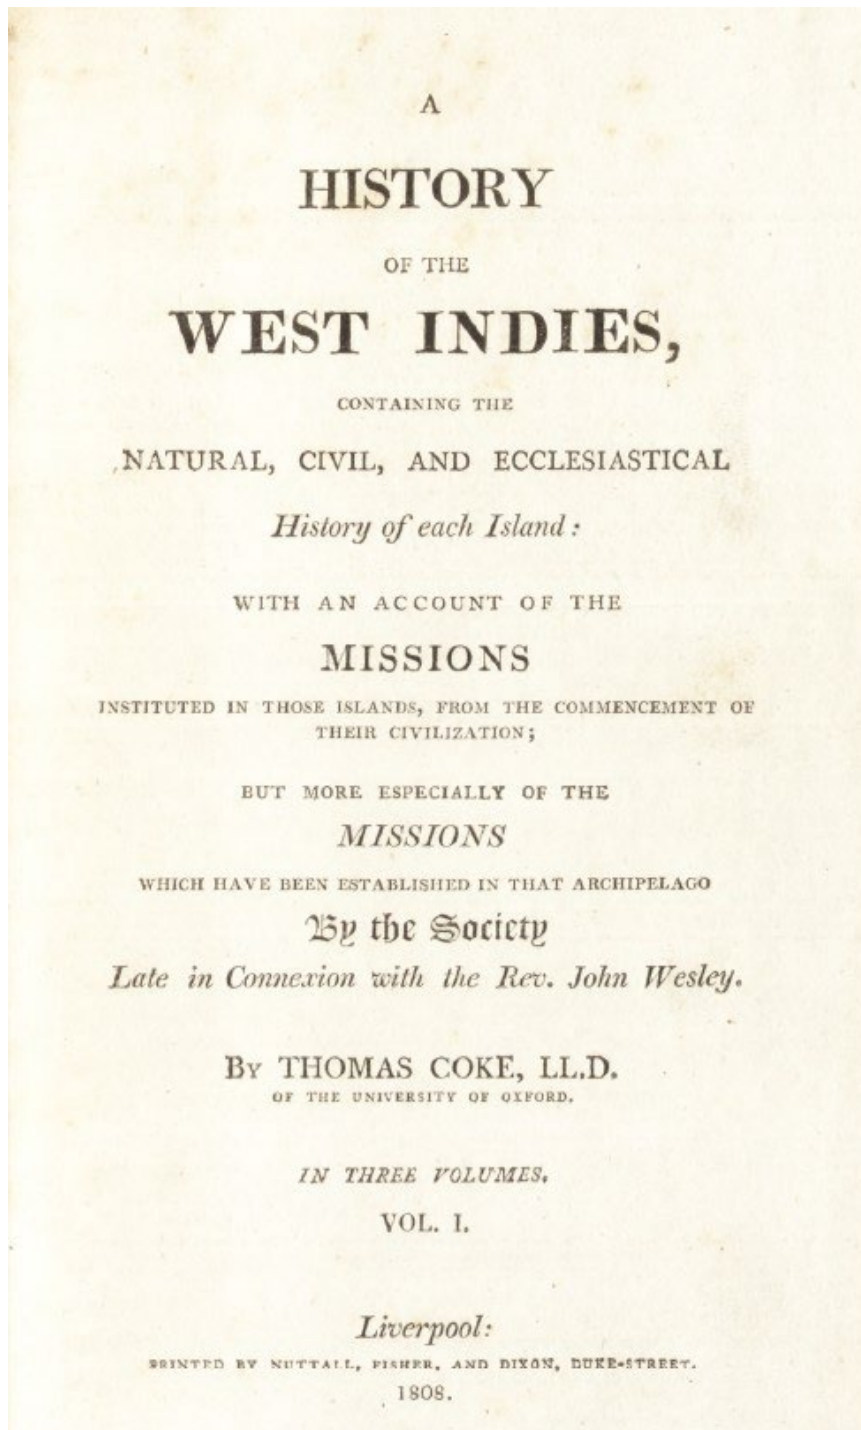 A
HISTORY
OF THE
WEST INDIES,
CONTAINING THE
NATURAL, CIVIL, AND ECCLESIASTICAL
History of each Island:
WITH AN ACCOUNT OF THE
MISSIONS
INSTITUTED IN THOSE ISLANDS, FROM THE COMMENCEMENT OF
THEIR CIVILIZATION;
BUT MORE ESPECIALLY OF THE
MISSIONS
WHICH HAVE BEEN ESTABLISHED IN THAT ARCHIPELAGO
By the Society
Late in Connexion with the Rev. John Wesley.
BY THOMAS COKE, LL.D.
OF THE UNIVERSITY OF OXFORD.
IN THREE VOLUMES.
VOL. I.
Liverpool:
PRINTED BY NUTTALL, FISHER, AND DIXON, DUKE-STREET.
1808.